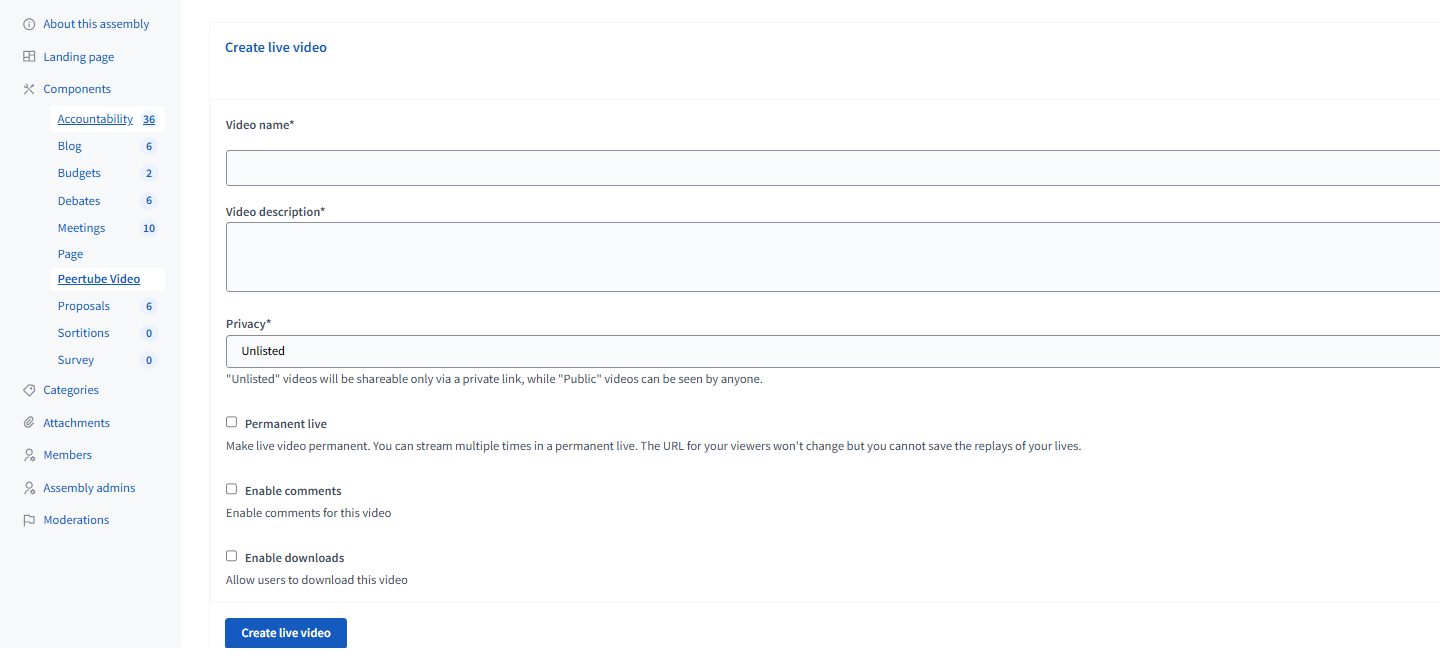 About this assembly
Landing page
Components
Accountability 36
Blog 6
Budgets 2
Debates 6
Meetings 10
Page
Peertube Video
Proposals 6
Sortitions 0
Survey 0
Categories
Attachments
Members
Assembly admins
Moderations
Create live video
Video name*
Video description*
Privacy*
Unlisted
"Unlisted" videos will be shareable only via a private link, while "Public" videos can be seen by anyone.
Permanent live
Make live video permanent. You can stream multiple times in a permanent live. The URL for your viewers won't change but you cannot save the replays of your lives.
Enable comments
Enable comments for this video
Enable downloads
Allow users to download this video
Create live video